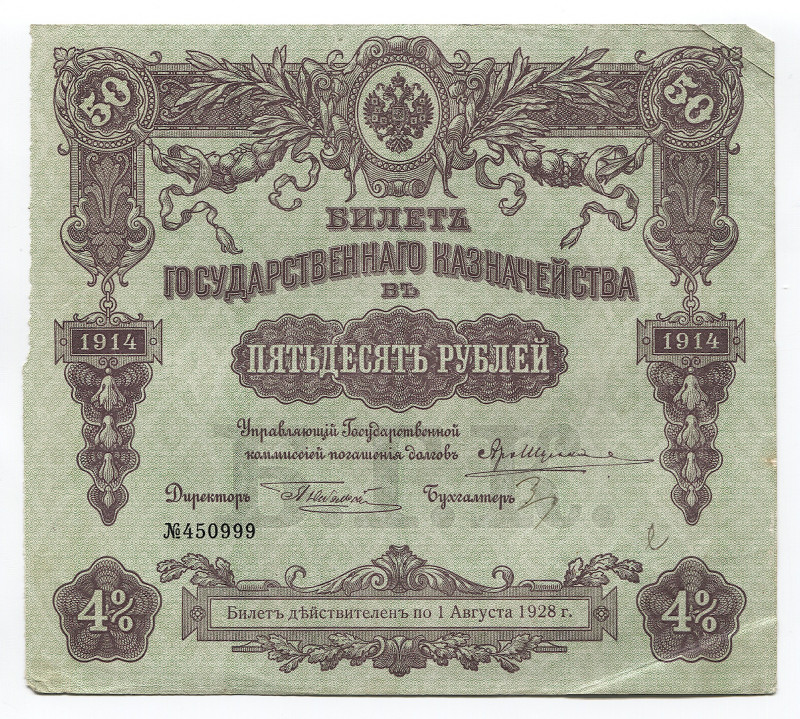 50 50
БИЛЕТЪ
ГОСУДАРСТВЕННАГО КАЗНАЧЕЙСТВА
ВЪ
1914 1914
ПЯТЬДЕСЯТЪ РУБЛЕЙ
Управляющій Государственной
коммиссіей погашенія долговъ
Директоръ Бухгалтеръ
№450999
4% 4%
Билетъ дѣйствителенъ по 1 Августа 1928 г.